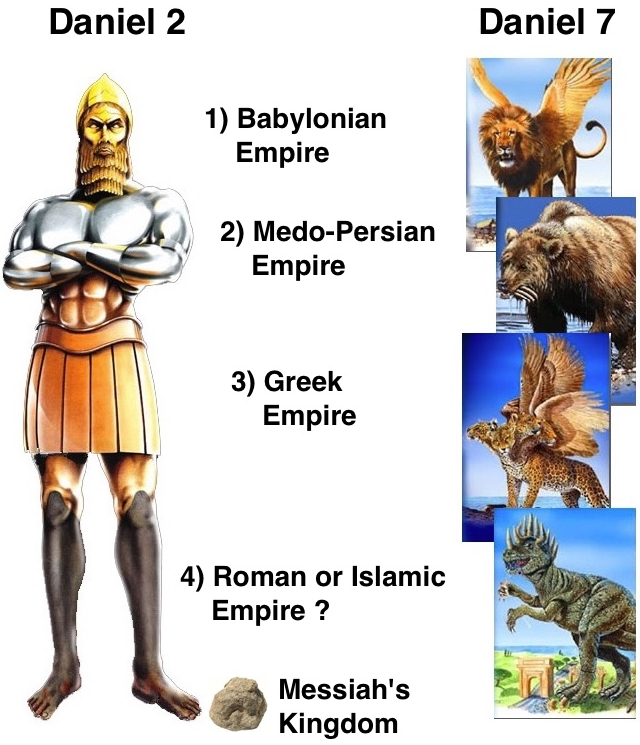 Daniel 2
Daniel 7
1) Babylonian
Empire
2) Medo-Persian
Empire
3) Greek
Empire
4) Roman or Islamic
Empire ?
Messiah's
Kingdom